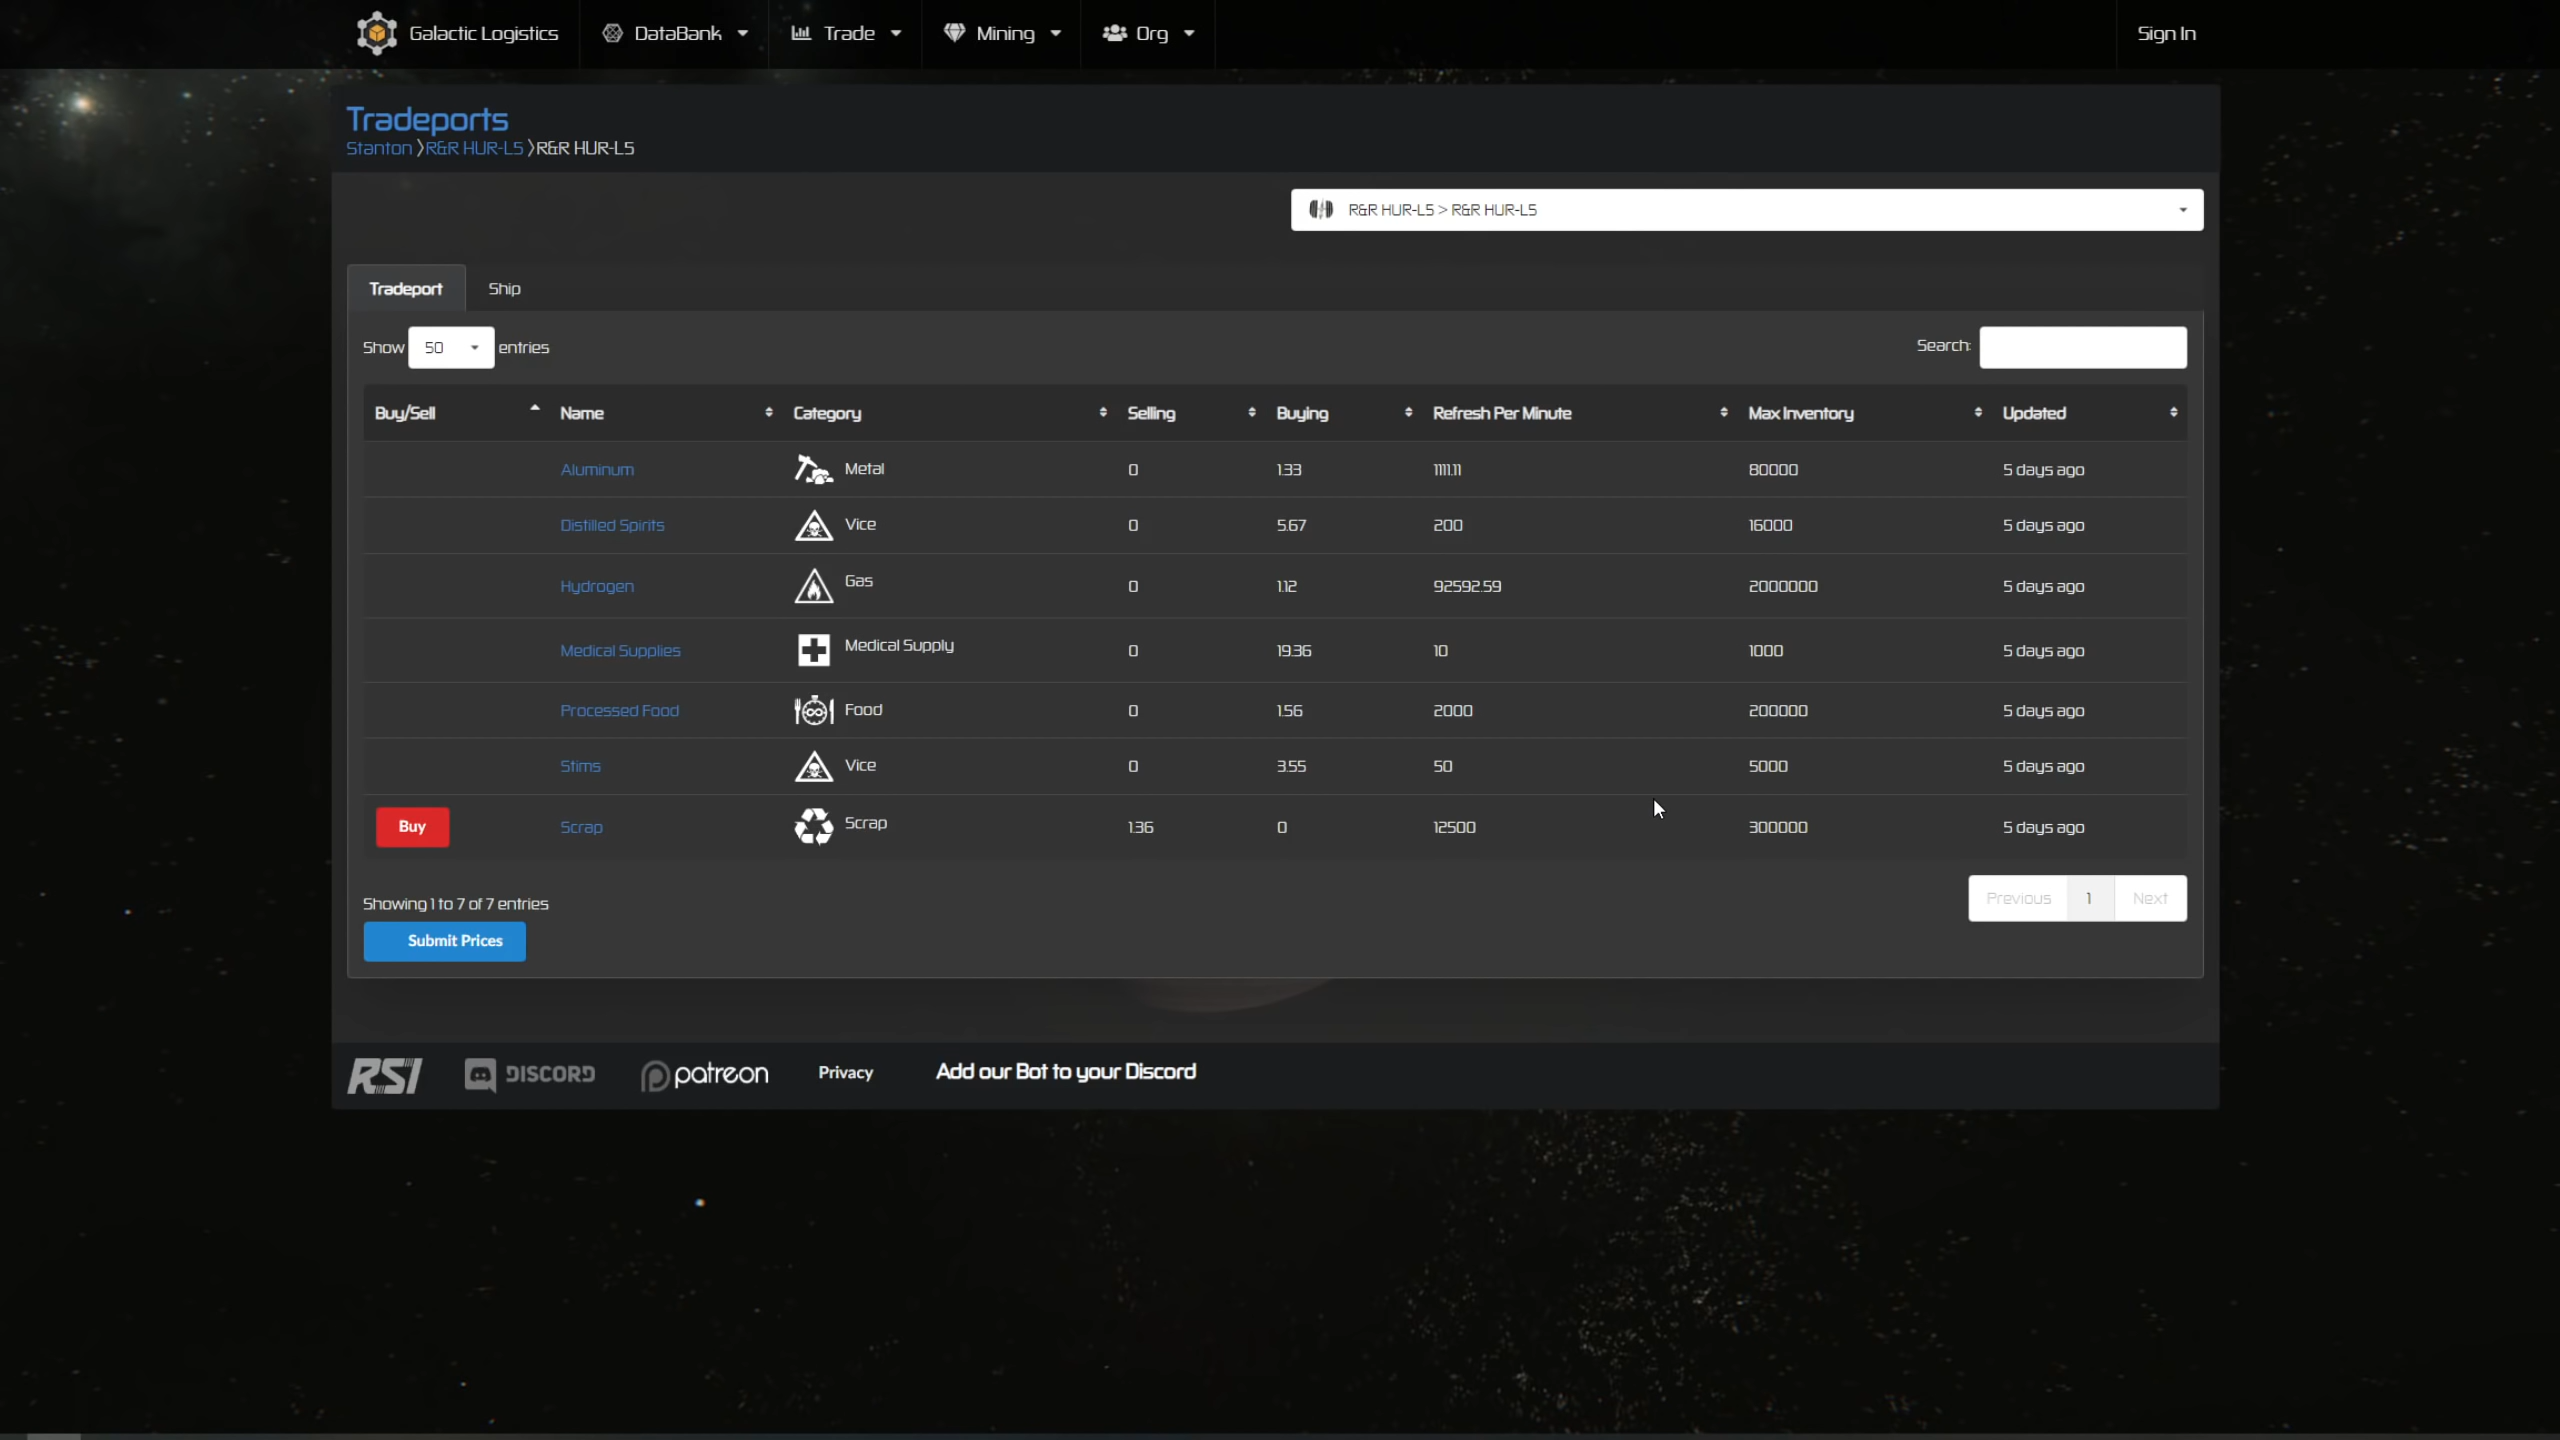 Galactic Logistics DataBank Trade Mining Org Sign In
Tradeports
Stanton 〉R&R HUR-L5 〉R&R HUR-L5
R&R HUR-L5 > R&R HUR-L5
Tradeport Ship
Show 50 entries Search:
Buy/Sell Name Category Selling Buying Refresh Per Minute Max Inventory Updated
Aluminum Metal 0 1.33 1111.11 80000 5 days ago
Distilled Spirits Vice 0 5.67 200 16000 5 days ago
Hydrogen Gas 0 1.12 92592.59 2000000 5 days ago
Medical Supplies Medical Supply 0 19.36 10 1000 5 days ago
Processed Food Food 0 1.56 2000 200000 5 days ago
Stims Vice 0 3.55 50 5000 5 days ago
Buy Scrap Scrap 1.36 0 12500 300000 5 days ago
Showing 1 to 7 of 7 entries Previous 1 Next
Submit Prices
RSI DISCORD patreon Privacy Add our Bot to your Discord